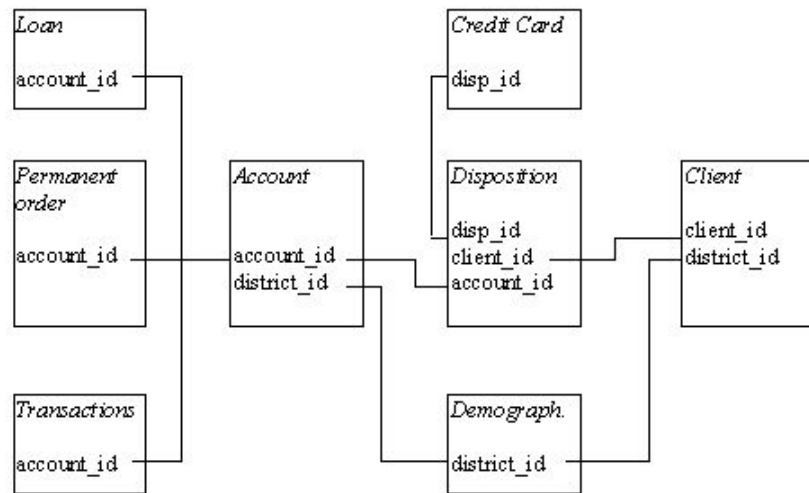 Loan
account_id
Credit Card
disp_id
Permanent
order
account_id
Account
account_id
district_id
Disposition
disp_id
client_id
account_id
Client
client_id
district_id
Transactions
account_id
Demograph.
district_id